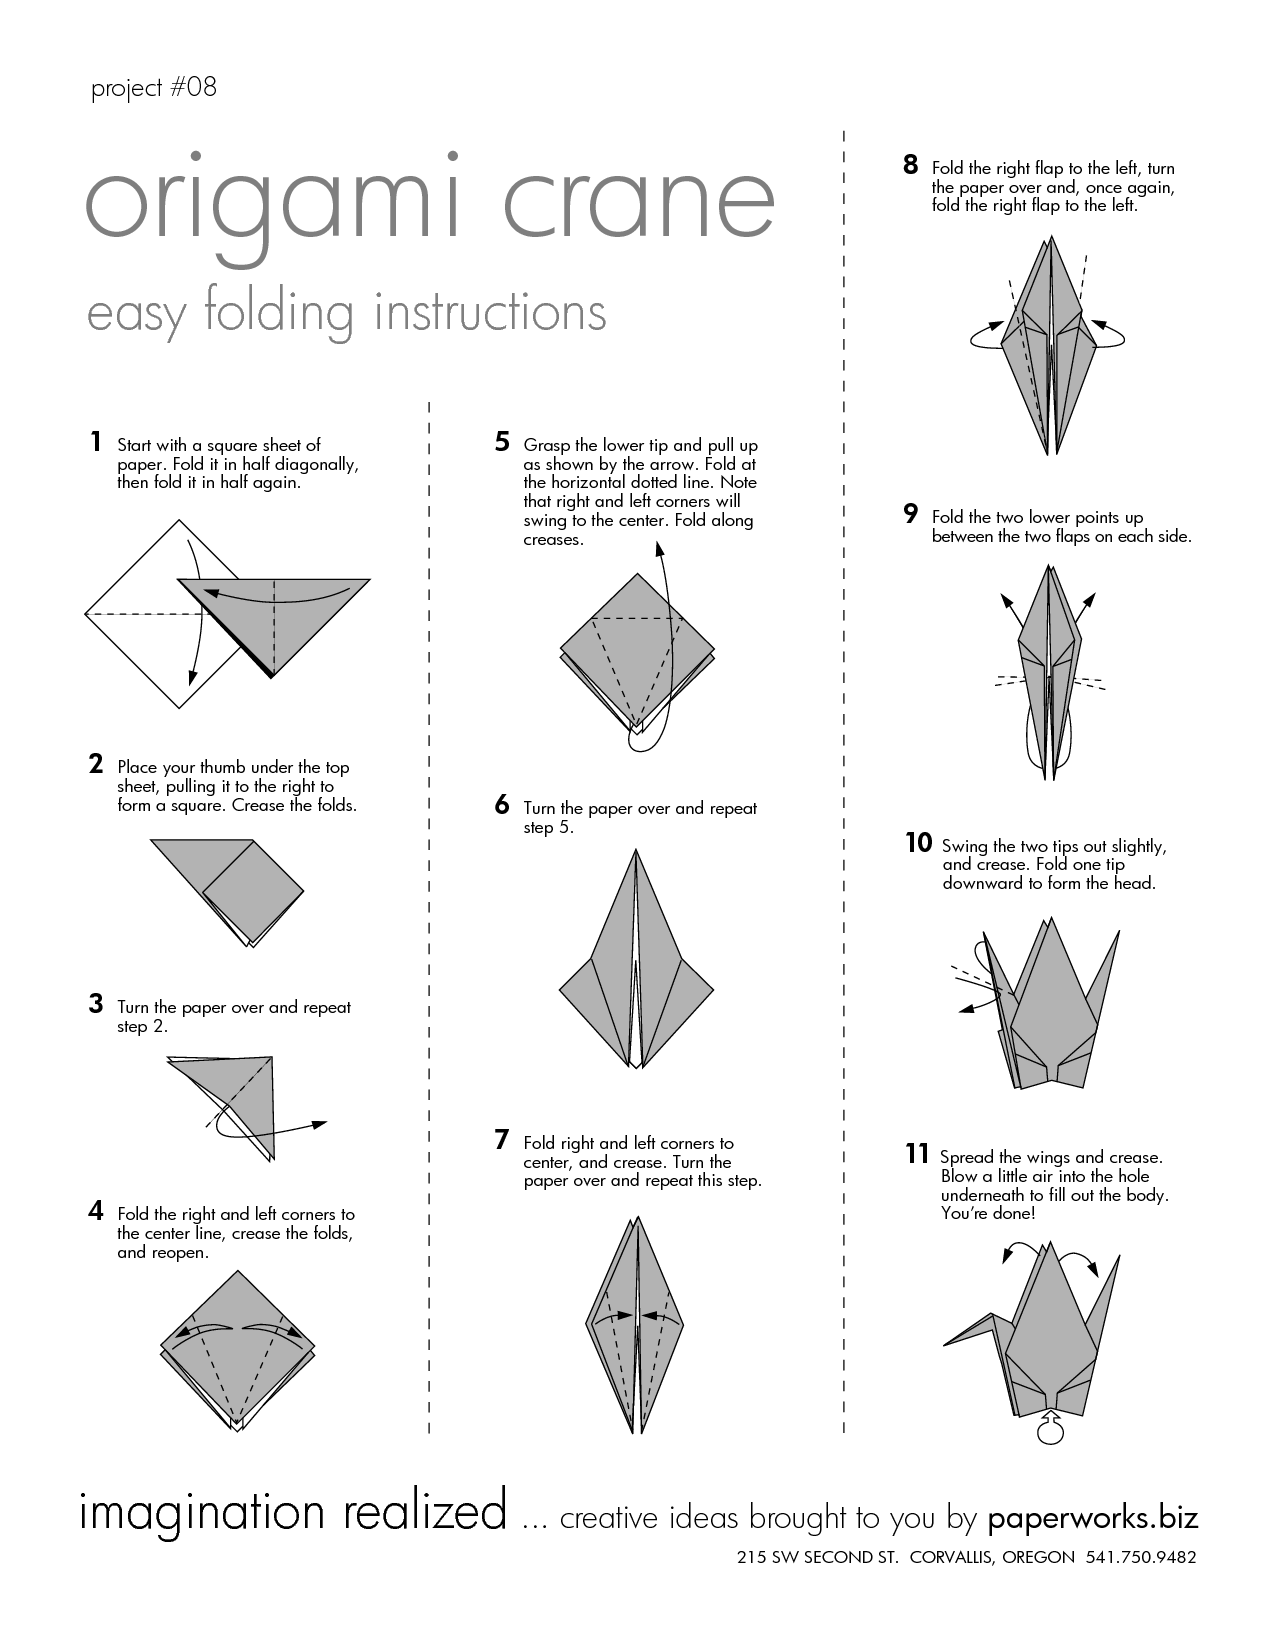 project #08
origami crane
easy folding instructions
1 Start with a square sheet of
paper. Fold it in half diagonally,
then fold it in half again.
2 Place your thumb under the top
sheet, pulling it to the right to
form a square. Crease the folds.
3 Turn the paper over and repeat
step 2.
4 Fold the right and left corners to
the center line, crease the folds,
and reopen.
5 Grasp the lower tip and pull up
as shown by the arrow. Fold at
the horizontal dotted line. Note
that right and left corners will
swing to the center. Fold along
creases.
6 Turn the paper over and repeat
step 5.
7 Fold right and left corners to
center, and crease. Turn the
paper over and repeat this step.
8 Fold the right flap to the left, turn
the paper over and, once again,
fold the right flap to the left.
9 Fold the two lower points up
between the two flaps on each side.
10 Swing the two tips out slightly,
and crease. Fold one tip
downward to form the head.
11 Spread the wings and crease.
Blow a little air into the hole
underneath to fill out the body.
You're done!
imagination realized ... creative ideas brought to you by paperworks.biz
215 SW SECOND ST. CORVALLIS, OREGON 541.750.9482